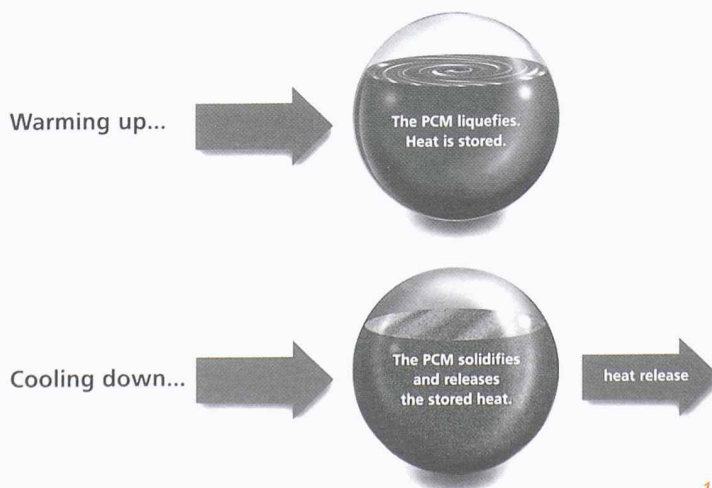 Warming up...
The PCM liquefies.
Heat is stored.
Cooling down...
The PCM solidifies
and releases
the stored heat.
heat release
1